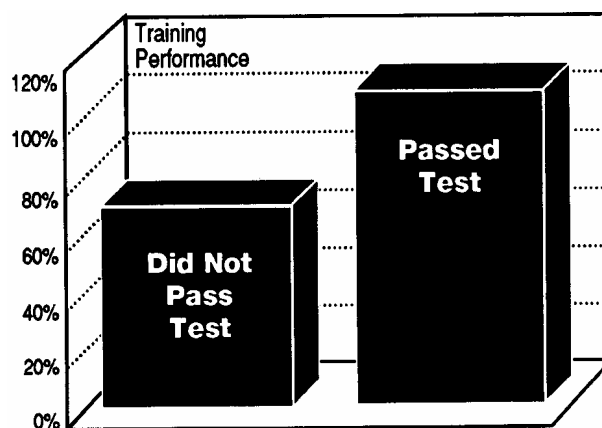 Training
Performance
120%
100%
80%
60%
40%
20%
0%
Passed
Test
Did Not
Pass
Test